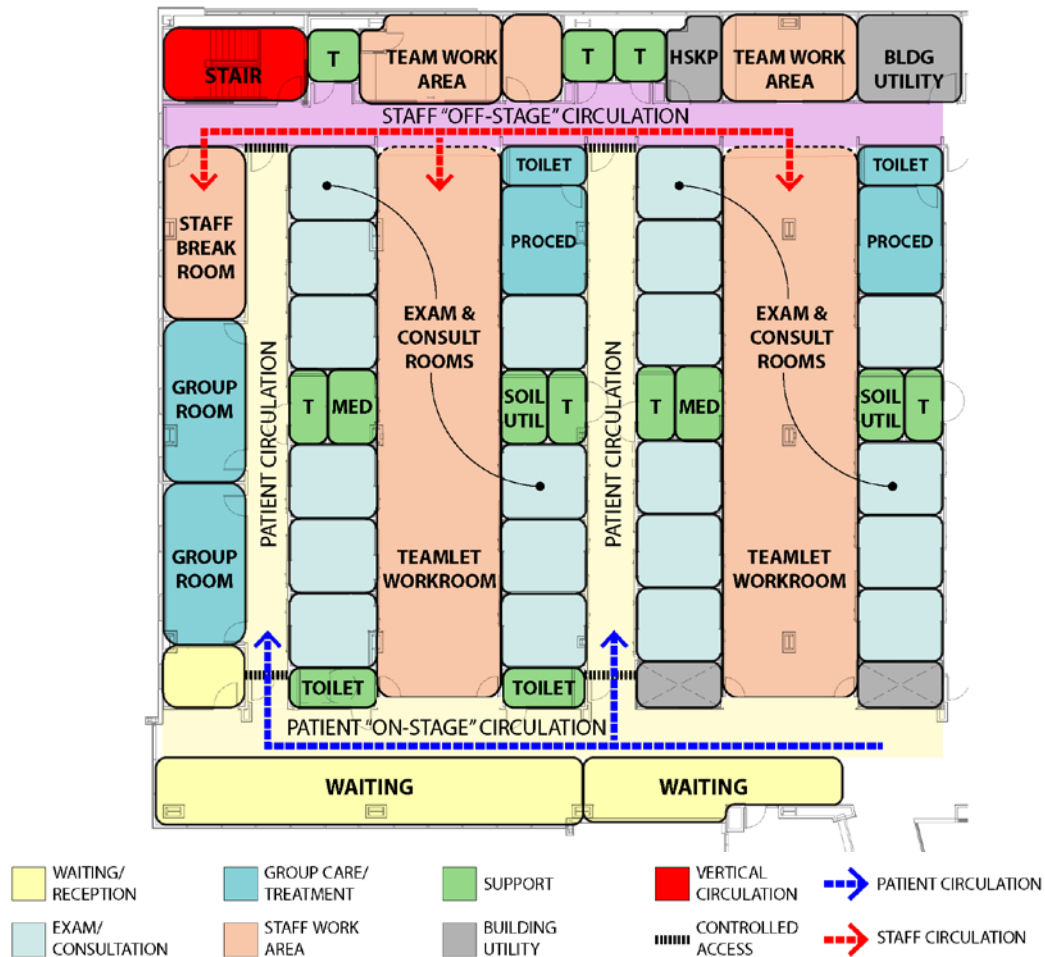 STAIR
T
TEAM WORK
AREA
T
T
HSKP
TEAM WORK
AREA
BLDG
UTILITY
STAFF "OFF-STAGE" CIRCULATION
TOILET
TOILET
STAFF
BREAK
ROOM
PROCED
PROCED
EXAM &
CONSULT
ROOMS
EXAM &
CONSULT
ROOMS
PATIENT CIRCULATION
PATIENT CIRCULATION
GROUP
ROOM
T
MED
SOIL
UTIL
T
T
MED
SOIL
UTIL
T
GROUP
ROOM
TEAMLET
WORKROOM
TEAMLET
WORKROOM
TOILET
TOILET
PATIENT "ON-STAGE" CIRCULATION
WAITING
WAITING
WAITING/
RECEPTION
GROUP CARE/
TREATMENT
SUPPORT
VERTICAL
CIRCULATION
PATIENT CIRCULATION
EXAM/
CONSULTATION
STAFF WORK
AREA
BUILDING
UTILITY
CONTROLLED
ACCESS
STAFF CIRCULATION